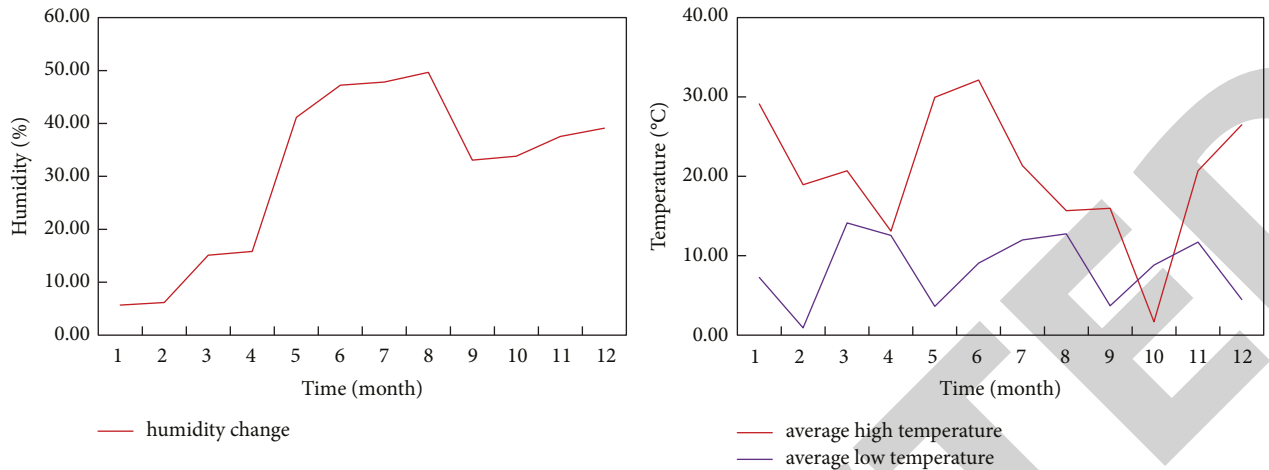 60.00
50.00
40.00
30.00
20.00
10.00
0.00
Humidity (%)
1 2 3 4 5 6 7 8 9 10 11 12
Time (month)
humidity change
40.00
30.00
20.00
10.00
0.00
Temperature (°C)
1 2 3 4 5 6 7 8 9 10 11 12
Time (month)
average high temperature
average low temperature